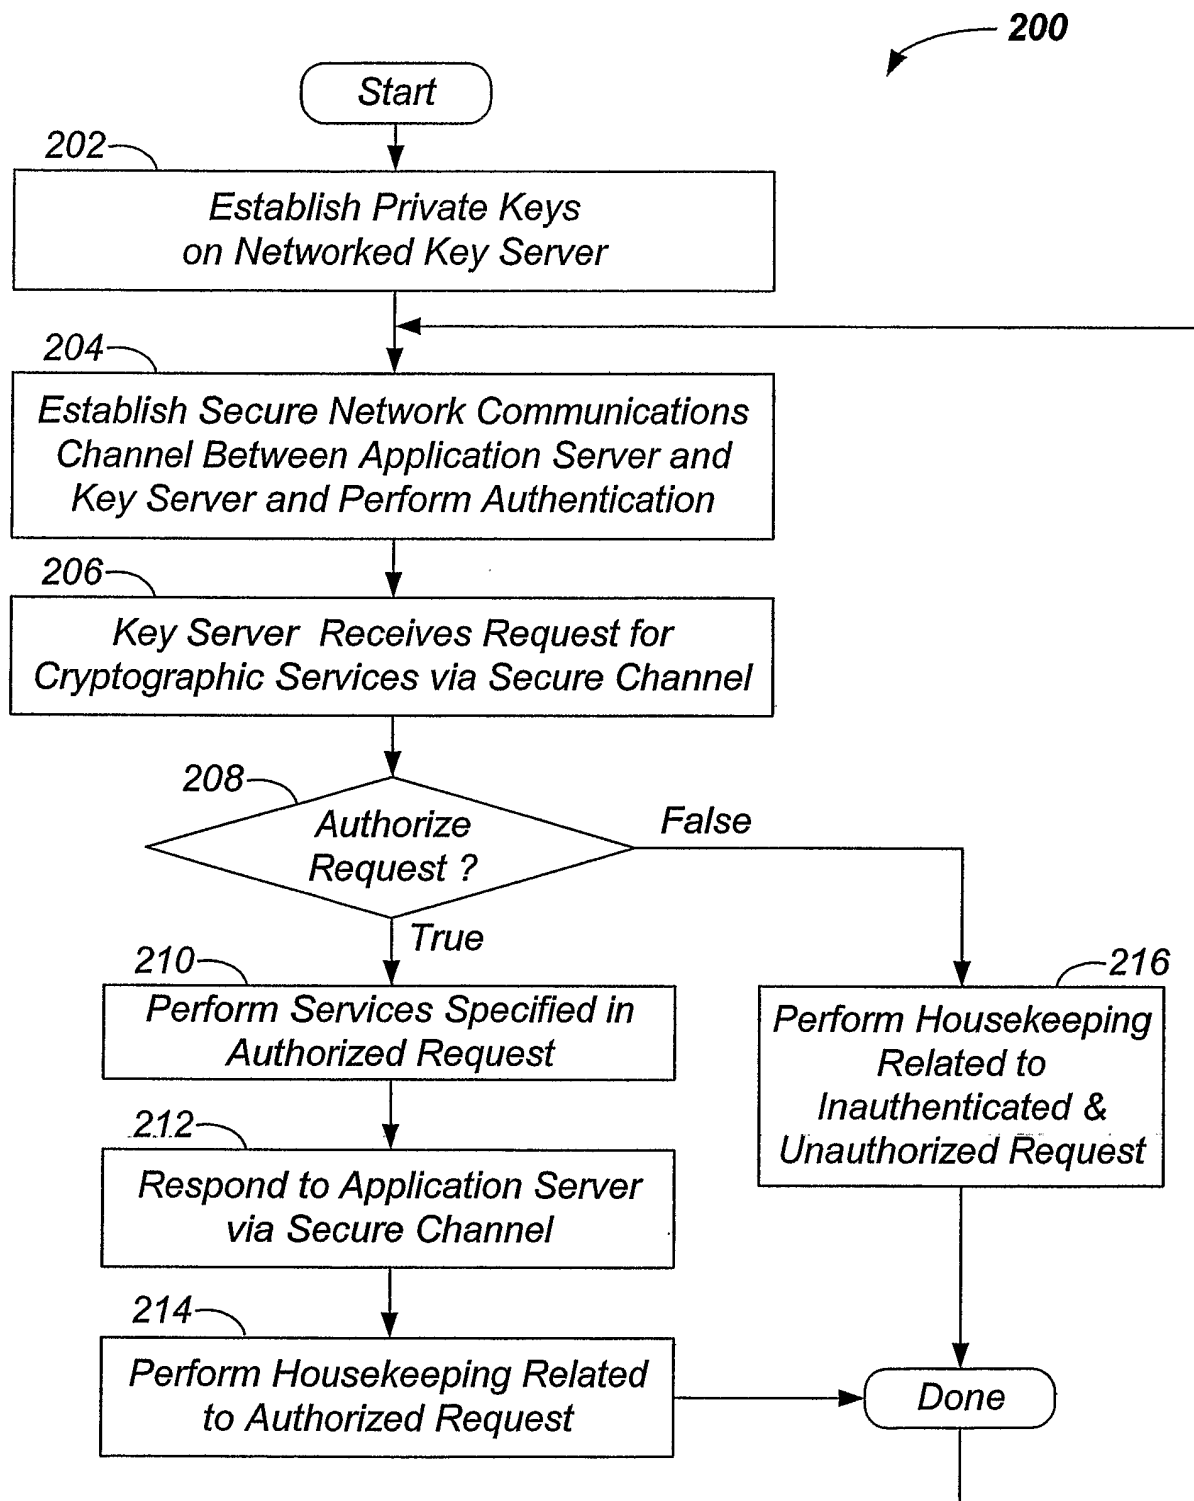 200
Start
202
Establish Private Keys
on Networked Key Server
204
Establish Secure Network Communications
Channel Between Application Server and
Key Server and Perform Authentication
206
Key Server Receives Request for
Cryptographic Services via Secure Channel
208
Authorize
Request ?
False
True
210
Perform Services Specified in
Authorized Request
216
Perform Housekeeping
Related to
Inauthenticated &
Unauthorized Request
212
Respond to Application Server
via Secure Channel
214
Perform Housekeeping Related
to Authorized Request
Done